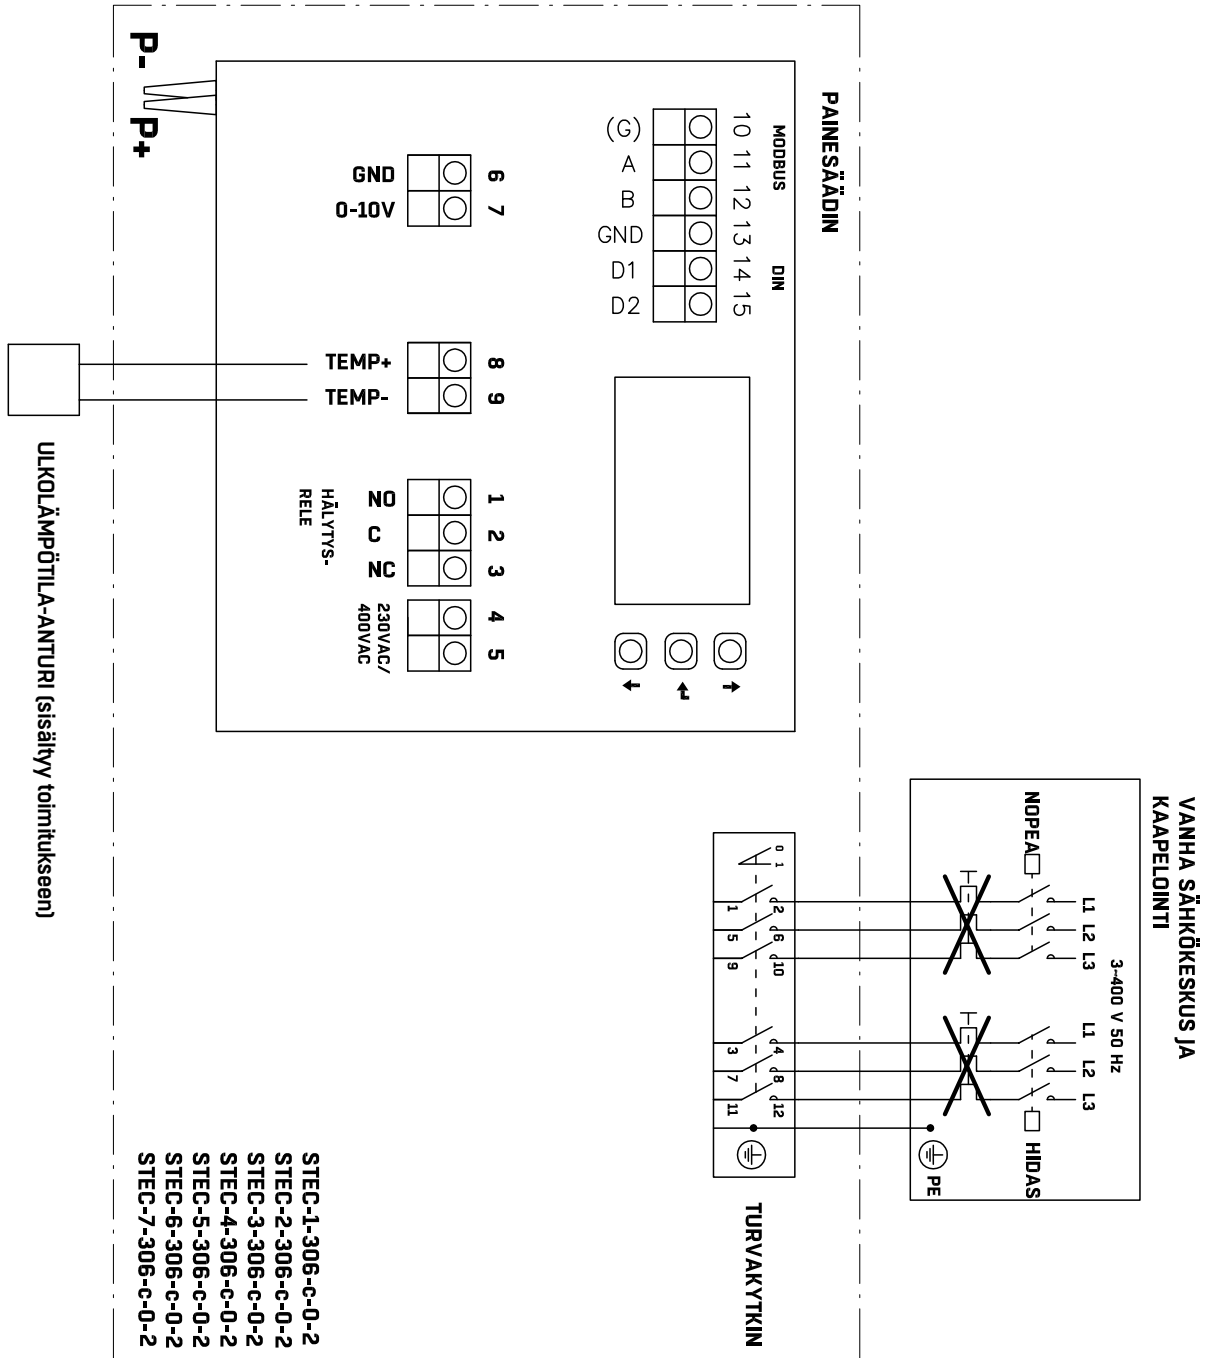 VANHA SÄHKÖKESKUS JA
KAAPELOINTI
3~400 V 50 Hz
L1 L2 L3
L1 L2 L3
NOPEA
HIDAS
PE
PAINESÄÄDIN
MODBUS
DIN
10 11 12 13 14 15
(G)
A
B
GND
D1
D2
0 1
2 6 10 4 8 12
1 5 9 3 7 11
TURVAKYTKIN
6 7
GND
0-10V
8 9
TEMP+
TEMP-
1 2 3
NO
C
NC
HÄLYTYS-
RELE
4 5
230VAC/
400VAC
P- P+
ULKOLÄMPÖTILA-ANTURI (sisältyy toimitukseen)
STEC-1-306-c-0-2
STEC-2-306-c-0-2
STEC-3-306-c-0-2
STEC-4-306-c-0-2
STEC-5-306-c-0-2
STEC-6-306-c-0-2
STEC-7-306-c-0-2